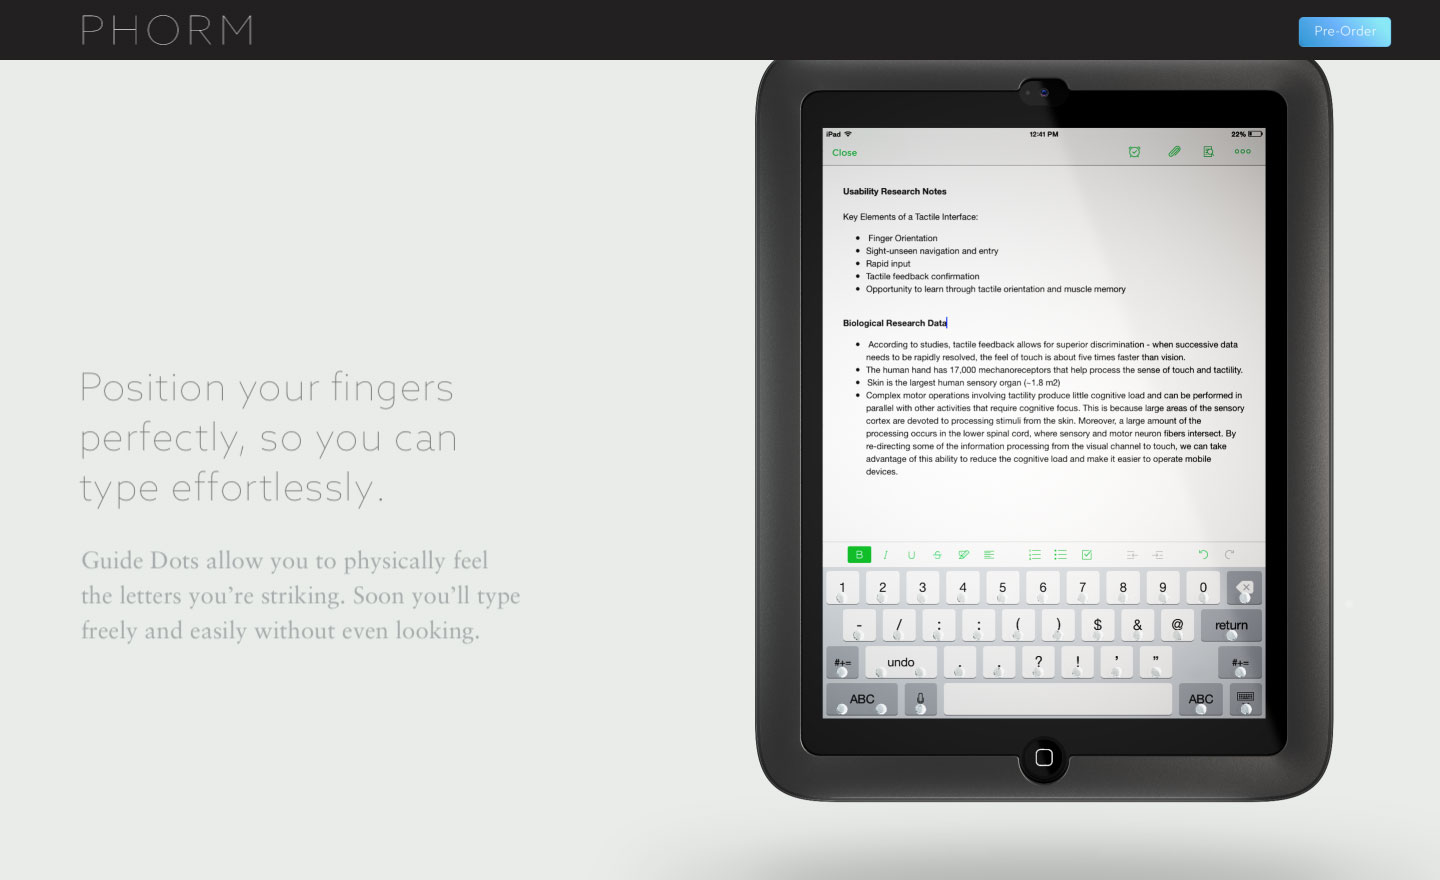 PHORM
Pre-Order
Position your fingers
perfectly, so you can
type effortlessly.
Guide Dots allow you to physically feel
the letters you're striking. Soon you'll type
freely and easily without even looking.
iPad 12:41 PM 22%
Close
Usability Research Notes
Key Elements of a Tactile Interface:
• Finger Orientation
• Sight-unseen navigation and entry
• Rapid input
• Tactile feedback confirmation
• Opportunity to learn through tactile orientation and muscle memory
Biological Research Data
• According to studies, tactile feedback allows for superior discrimination - when successive data
needs to be rapidly resolved, the feel of touch is about five times faster than vision.
• The human hand has 17,000 mechanoreceptors that help process the sense of touch and tactility.
• Skin is the largest human sensory organ (~1.8 m2)
• Complex motor operations involving tactility produce little cognitive load and can be performed in
parallel with other activities that require cognitive focus. This is because large areas of the sensory
cortex are devoted to processing stimuli from the skin. Moreover, a large amount of the
processing occurs in the lower spinal cord, where sensory and motor neuron fibers intersect. By
re-directing some of the information processing from the visual channel to touch, we can take
advantage of this ability to reduce the cognitive load and make it easier to operate mobile
devices.
B I U S
1 2 3 4 5 6 7 8 9 0
- / : ; ( ) $ & @ return
#+= undo . , ? ! ' " #+=
ABC ABC